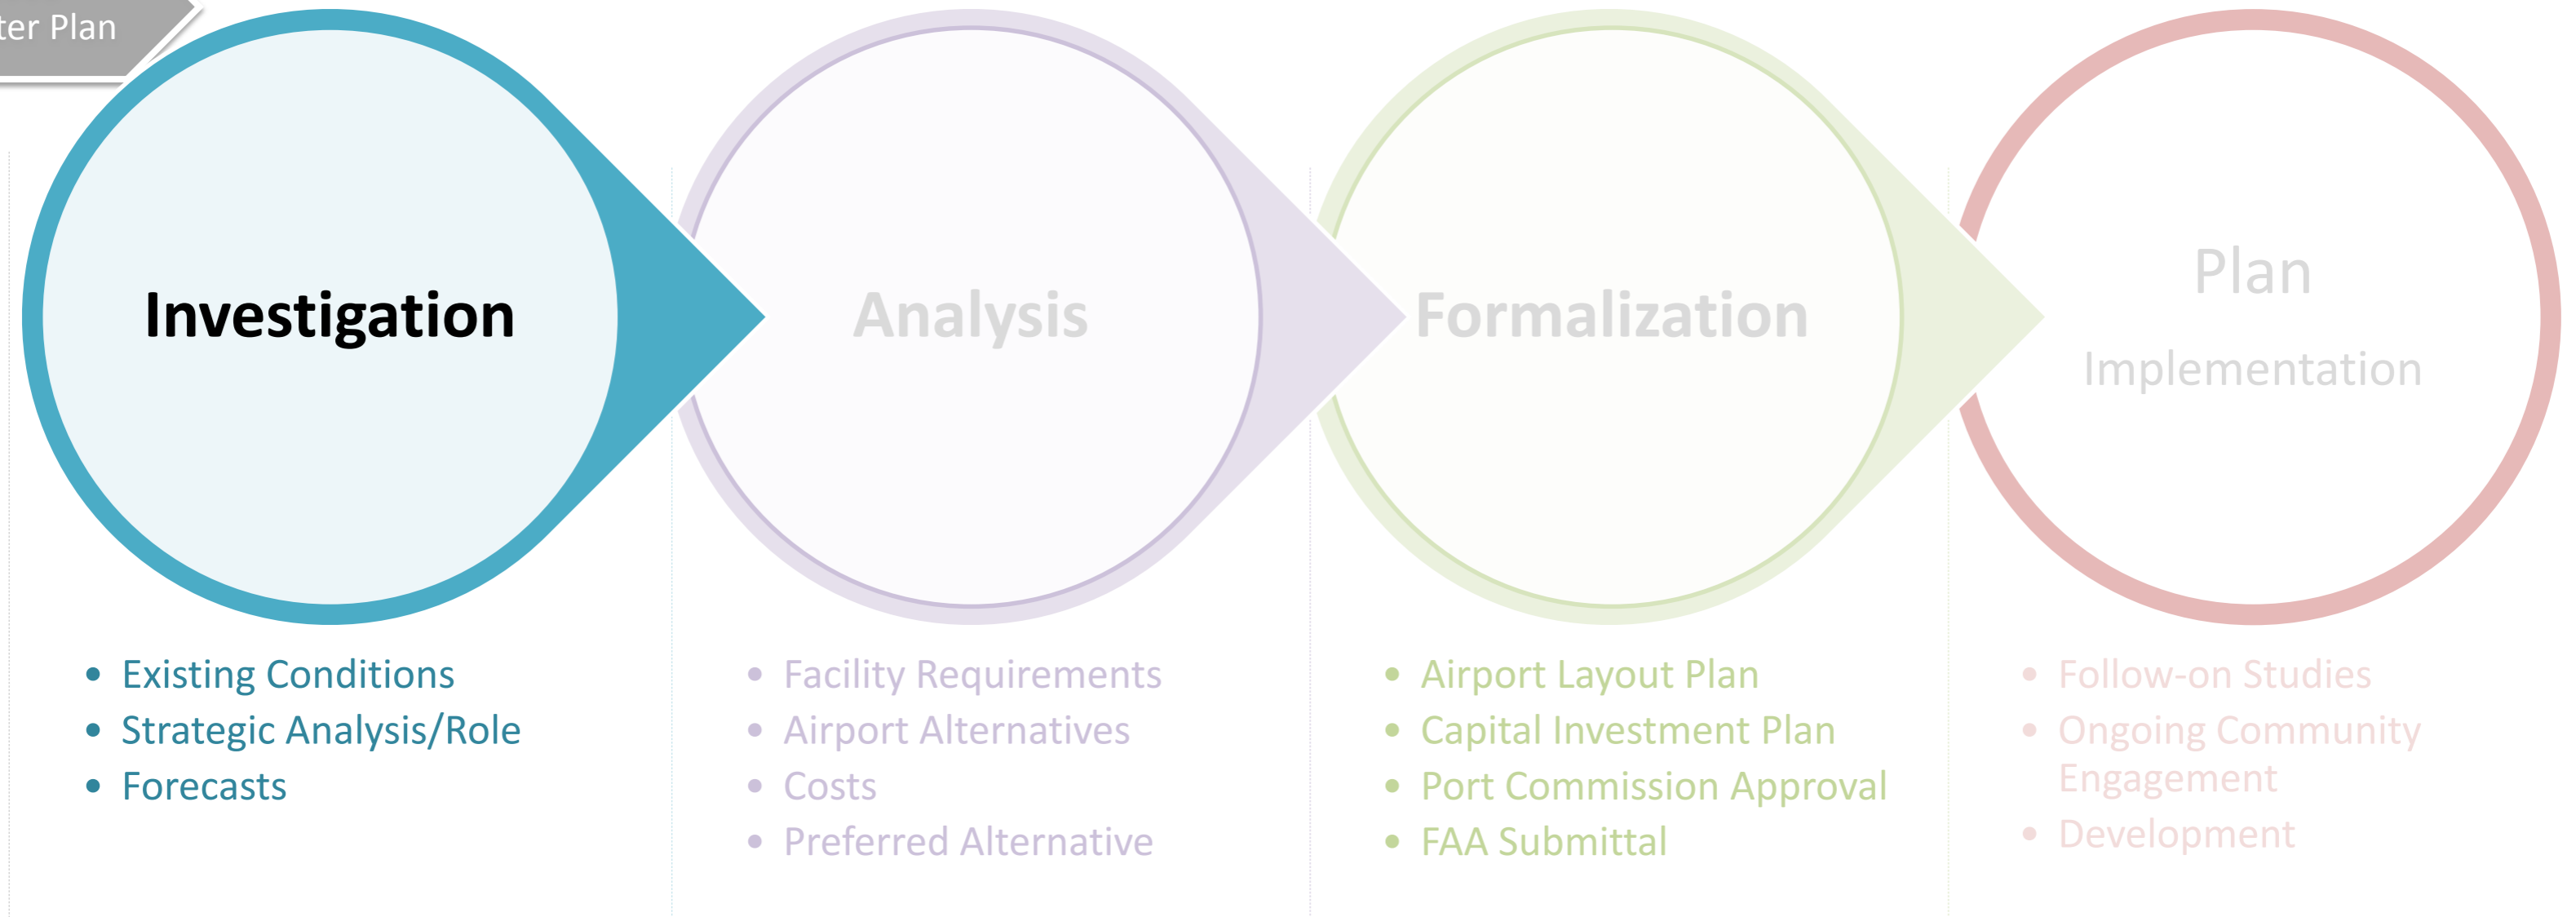 ter Plan
Investigation
• Existing Conditions
• Strategic Analysis/Role
• Forecasts
Analysis
• Facility Requirements
• Airport Alternatives
• Costs
• Preferred Alternative
Formalization
• Airport Layout Plan
• Capital Investment Plan
• Port Commission Approval
• FAA Submittal
Plan
Implementation
• Follow-on Studies
• Ongoing Community
Engagement
• Development